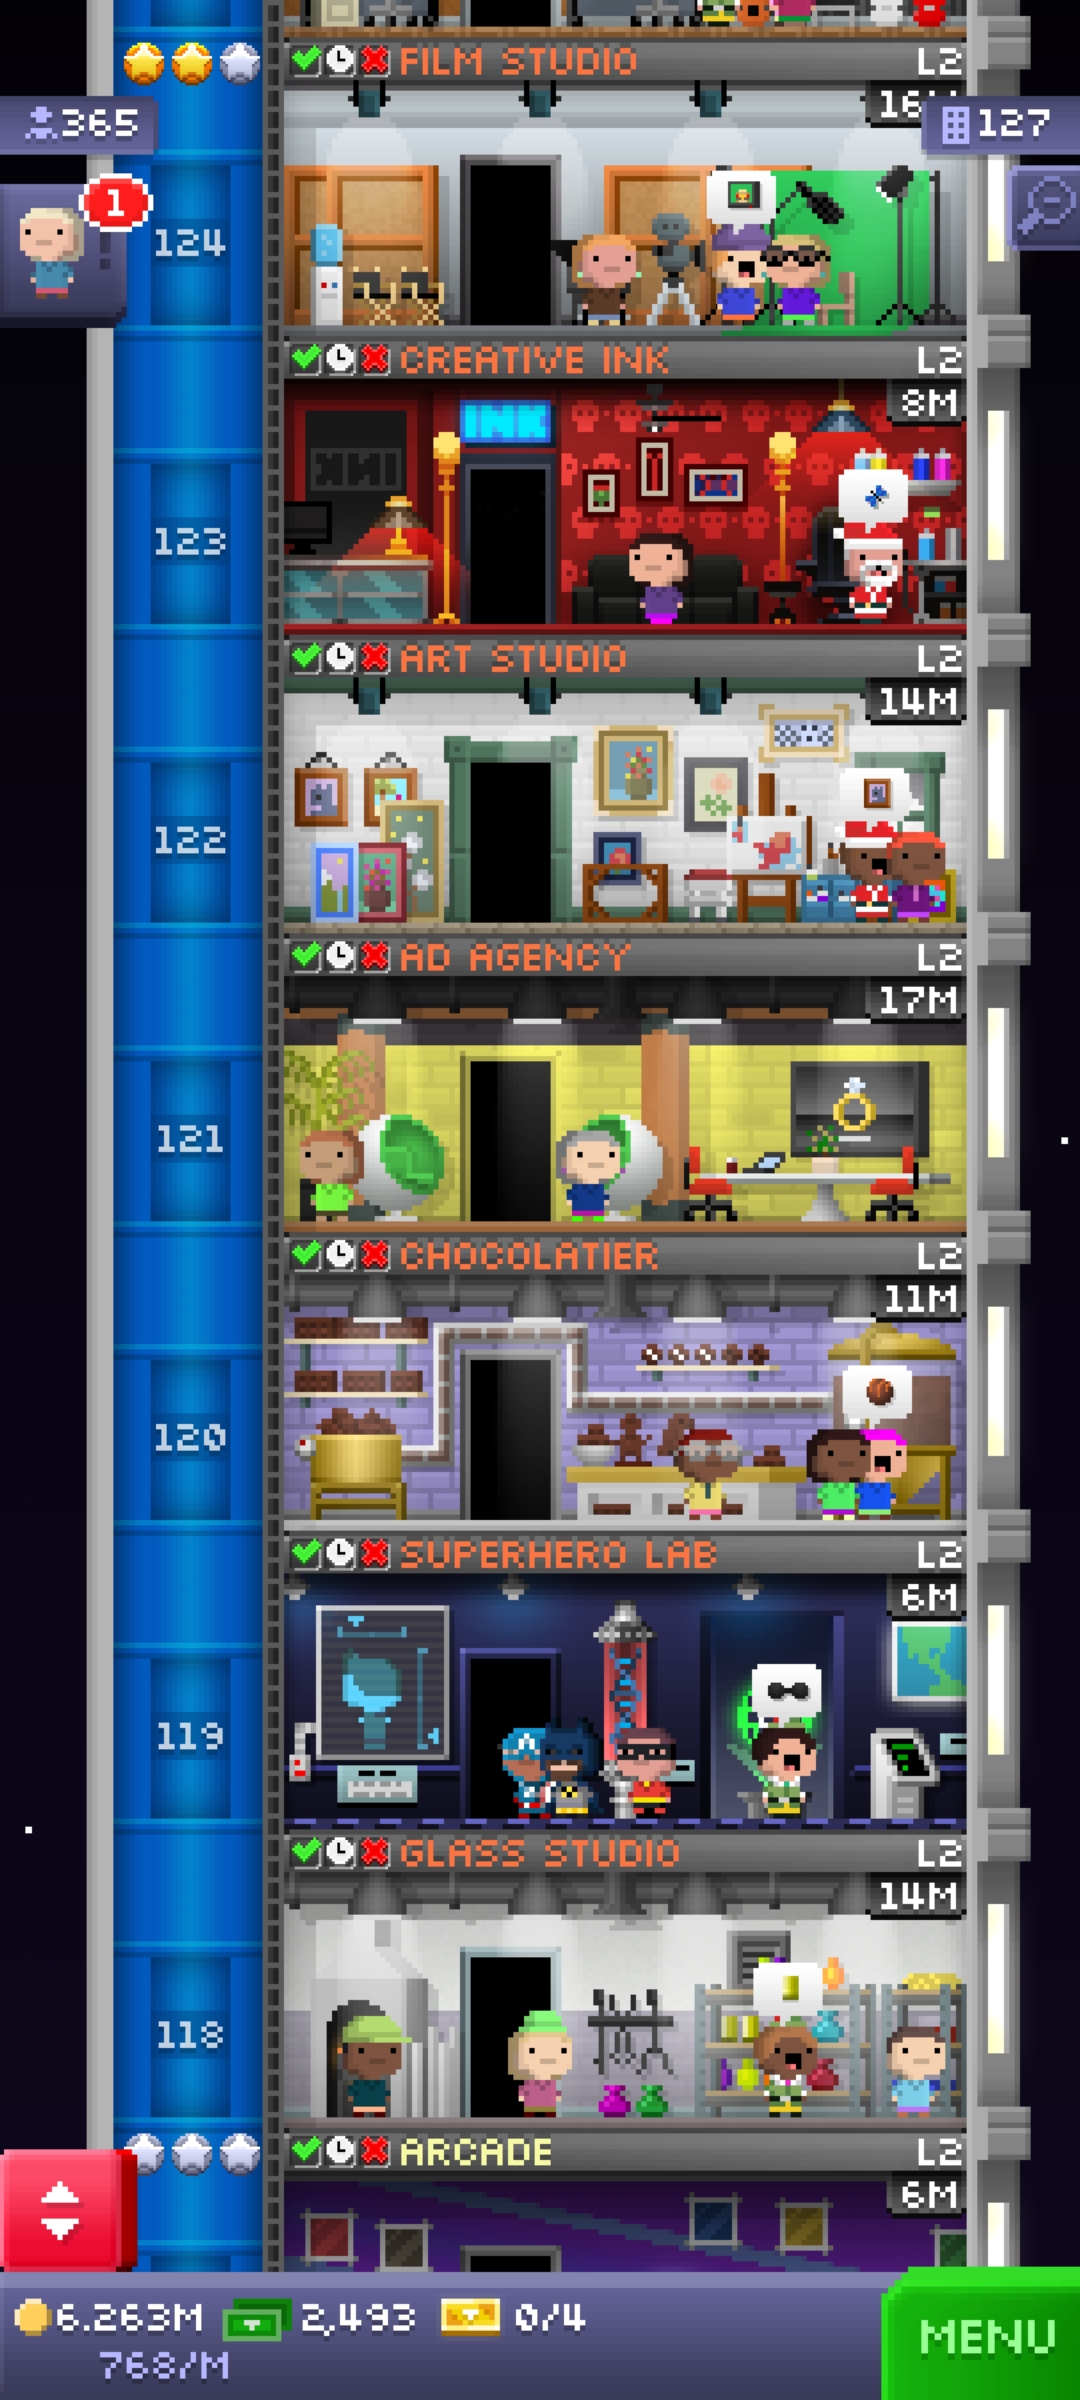 FILM STUDIO L2
16
365
127
1
124
CREATIVE INK L2
8M
INK
123
ART STUDIO L2
14M
122
AD AGENCY L2
17M
121
CHOCOLATIER L2
11M
120
SUPERHERO LAB L2
6M
119
GLASS STUDIO L2
14M
118
ARCADE L2
6M
6.263M 2,493 0/4
768/M
MENU